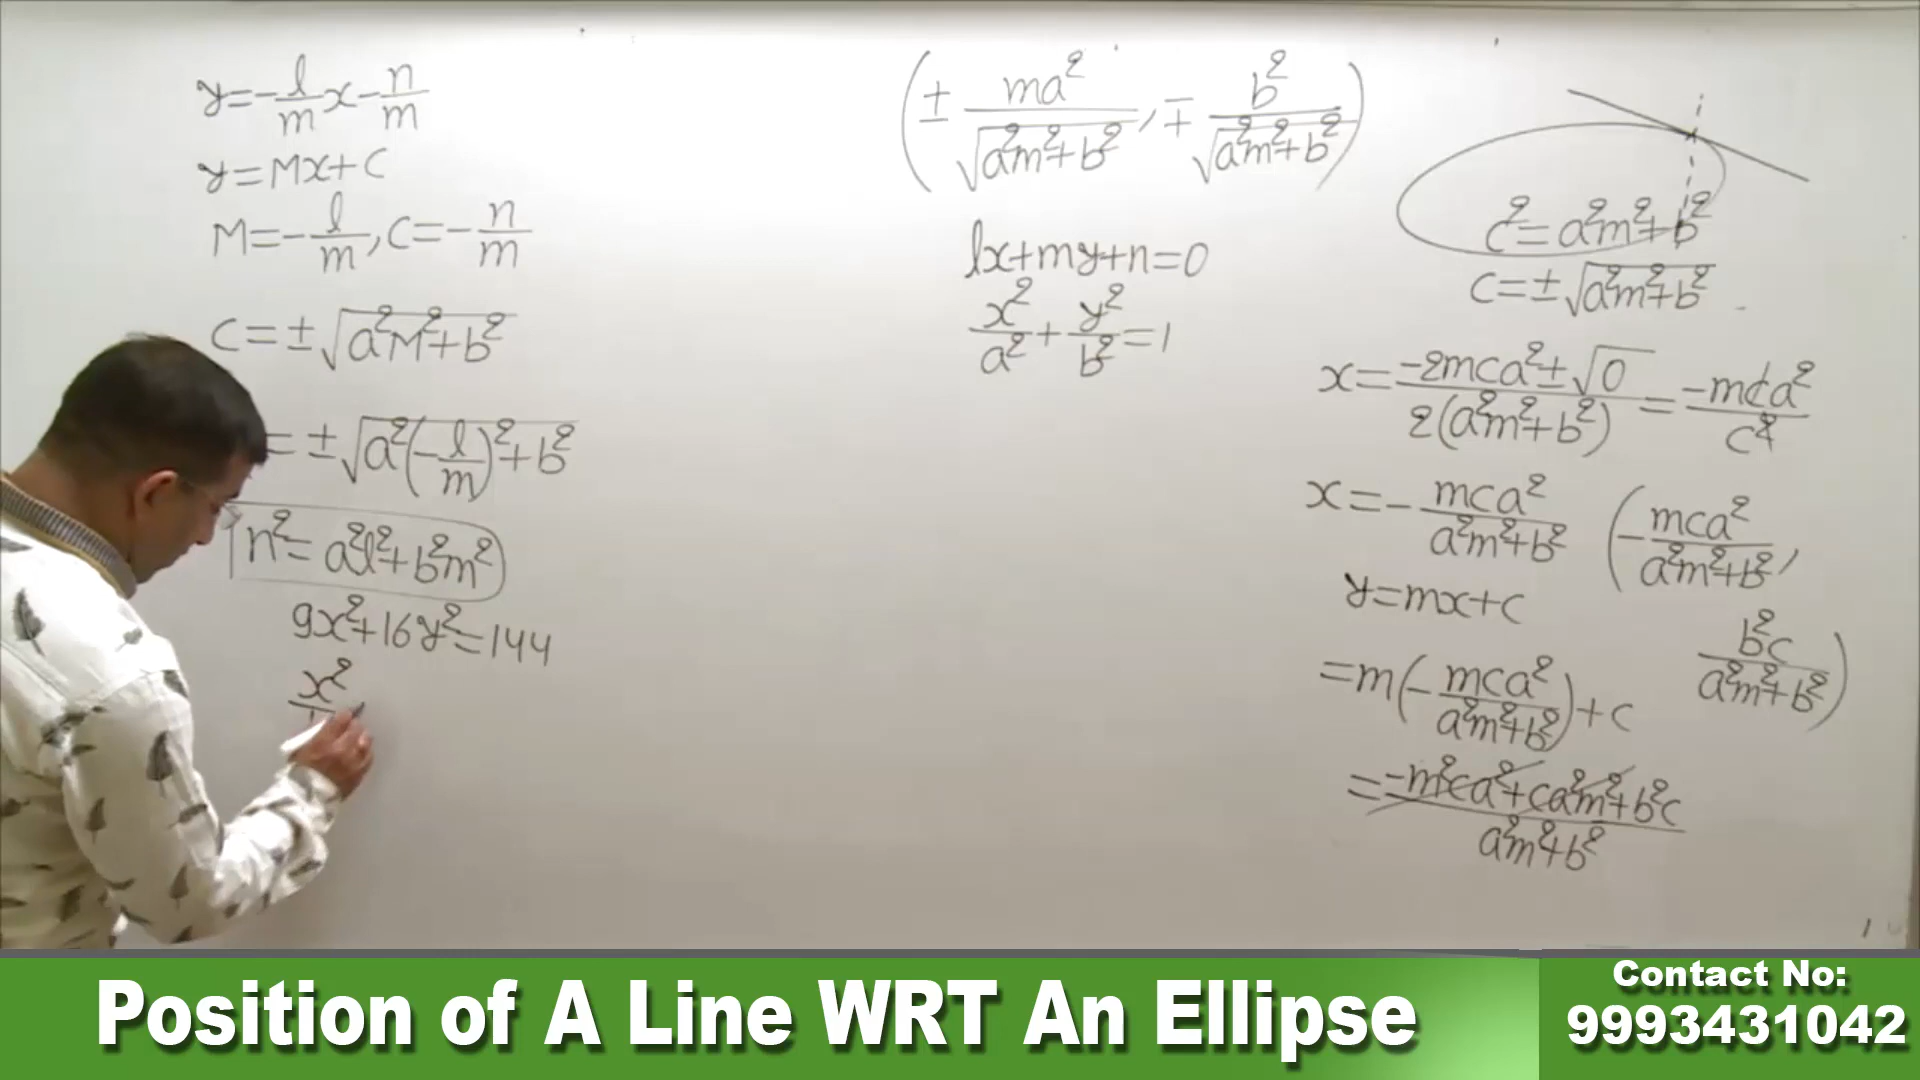 y=-l/m x-n/m
y=Mx+C
M=-l/m, C=-n/m
C=±√(a²M²+b²)
=±√(a²(-l/m)²+b²)
n²=a²l²+b²m²
9x²+16y²=144
x²
(± ma²/√(a²m²+b²), ∓ b²/√(a²m²+b²))
lx+my+n=0
x²/a²+y²/b²=1
c²=a²m²+b²
c=±√(a²m²+b²)
x=(-2mca²±√0)/(2(a²m²+b²))=-mca²/c²
x=-mca²/(a²m²+b²)
(-mca²/(a²m²+b²), b²c/(a²m²+b²))
y=mx+c
=m(-mca²/(a²m²+b²))+c
=(-m²ca²+ca²m²+b²c)/(a²m²+b²)
Position of A Line WRT An Ellipse
Contact No:
9993431042